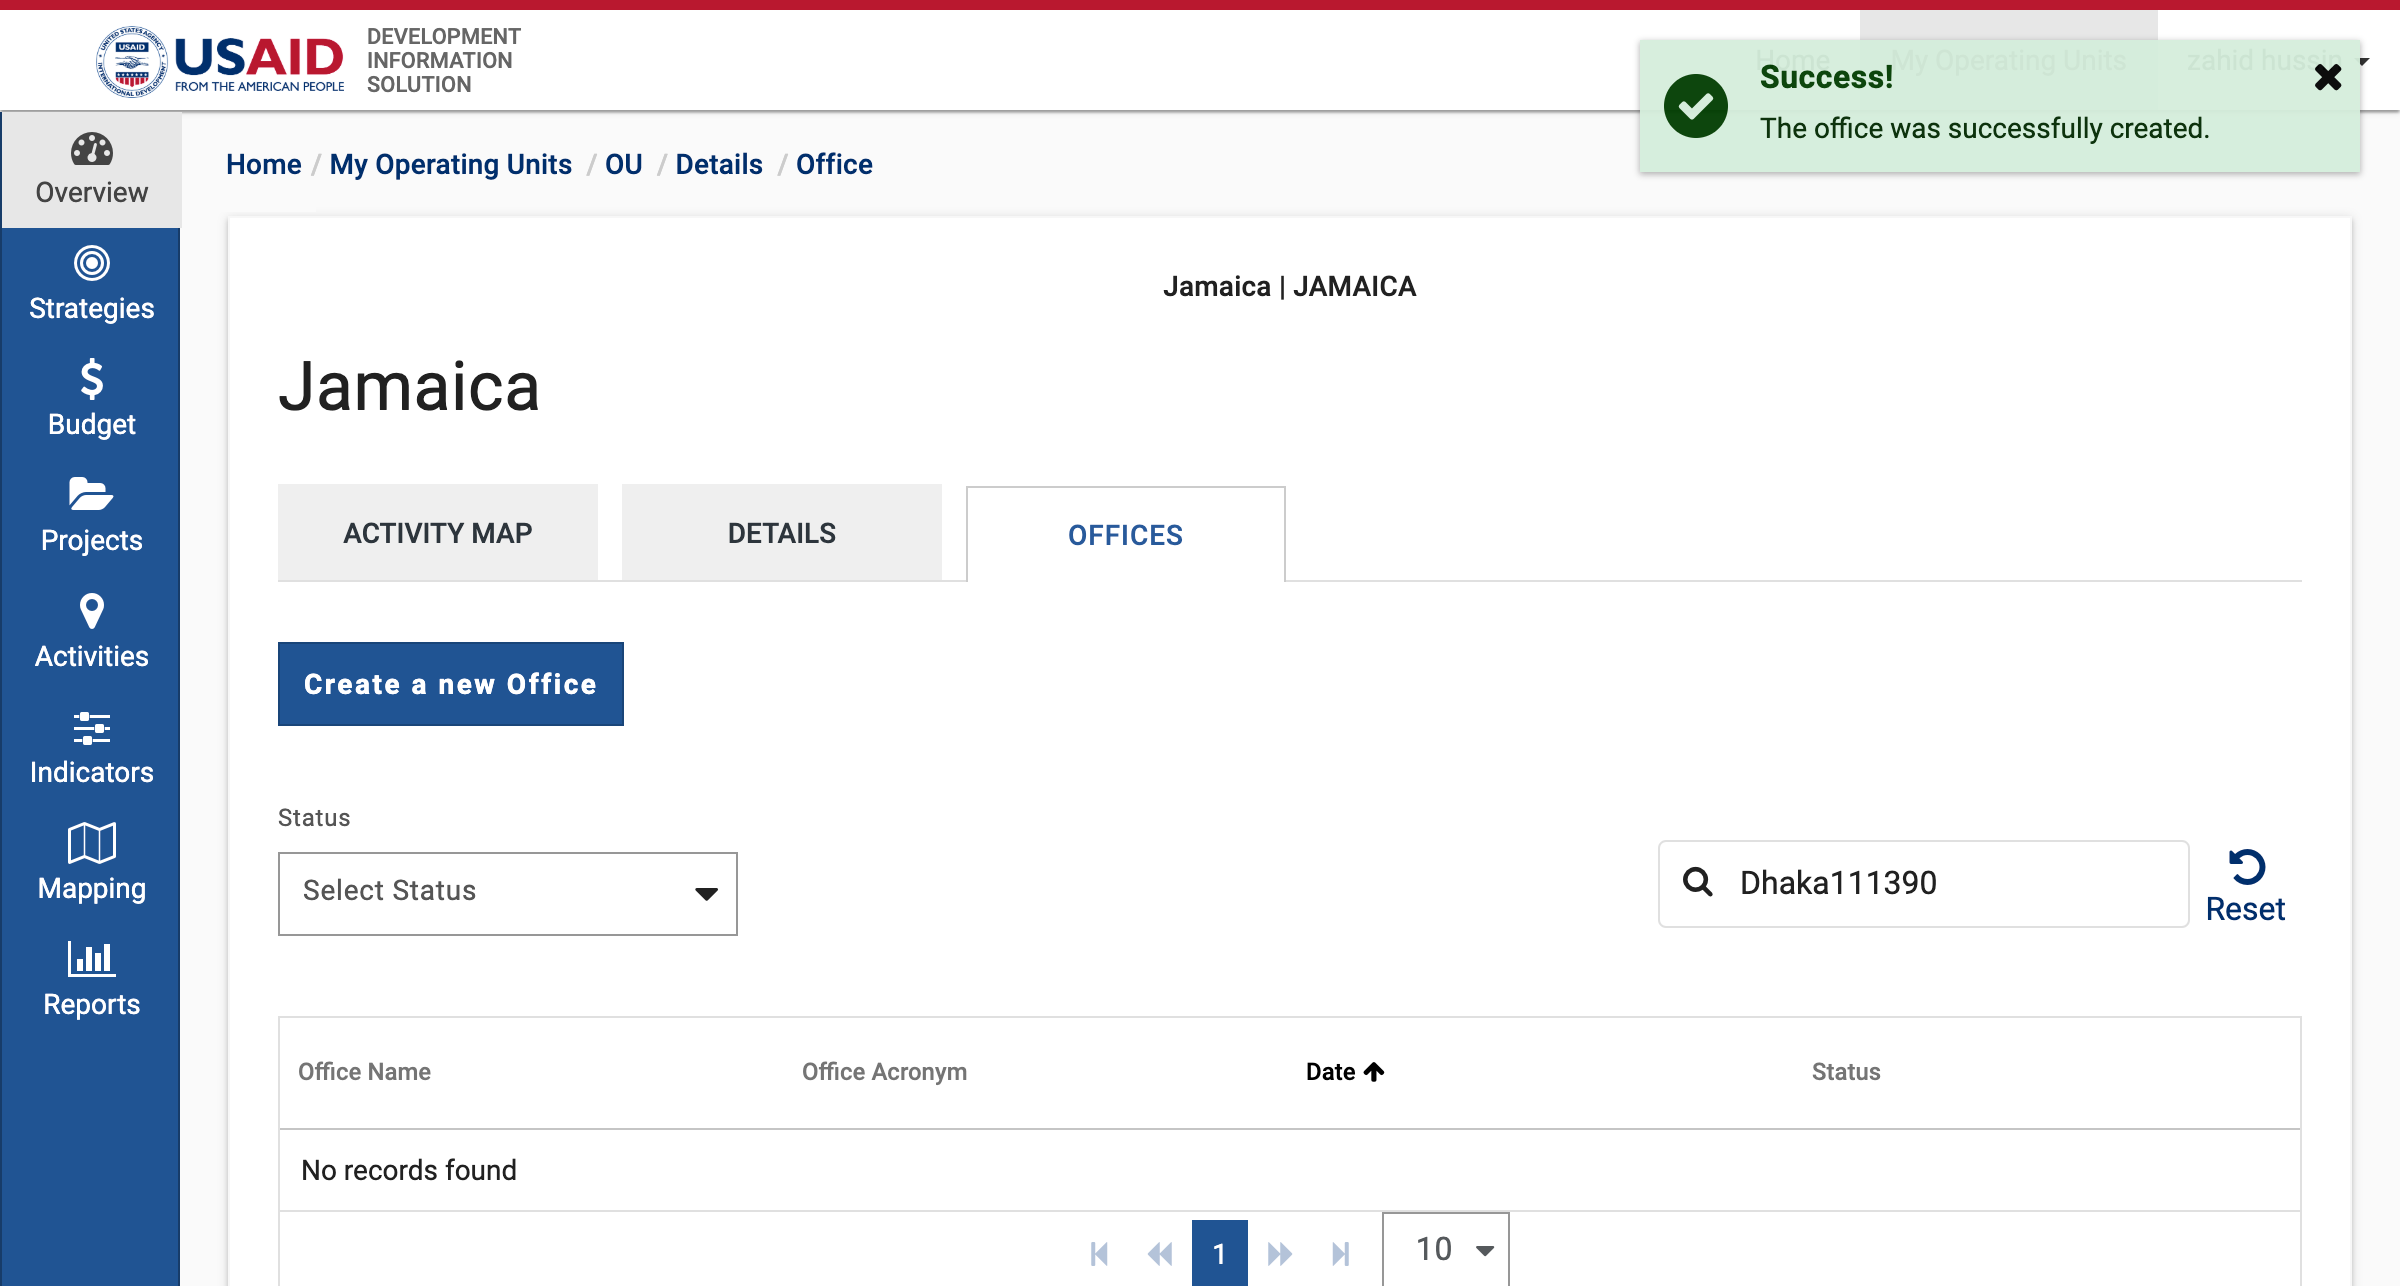 USAID
FROM THE AMERICAN PEOPLE
DEVELOPMENT
INFORMATION
SOLUTION
Home
My Operating Units
zahid hussain
Success!
The office was successfully created.
Overview
Strategies
Budget
Projects
Activities
Indicators
Mapping
Reports
Home / My Operating Units / OU / Details / Office
Jamaica | JAMAICA
Jamaica
ACTIVITY MAP
DETAILS
OFFICES
Create a new Office
Status
Select Status
Dhaka111390
Reset
Office Name
Office Acronym
Date
Status
No records found
1
10